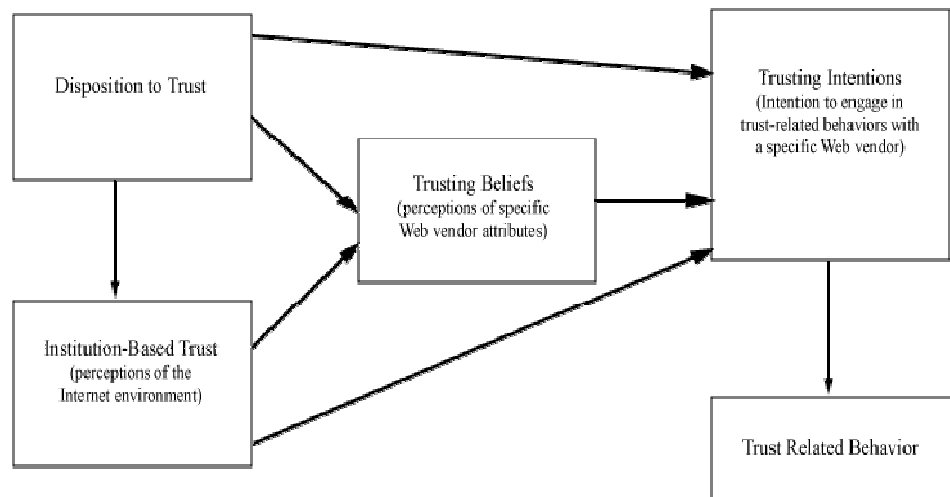 Disposition to Trust
Trusting Intentions
(Intention to engage in
trust-related behaviors with
a specific Web vendor)
Trusting Beliefs
(perceptions of specific
Web vendor attributes)
Institution-Based Trust
(perceptions of the
Internet environment)
Trust Related Behavior